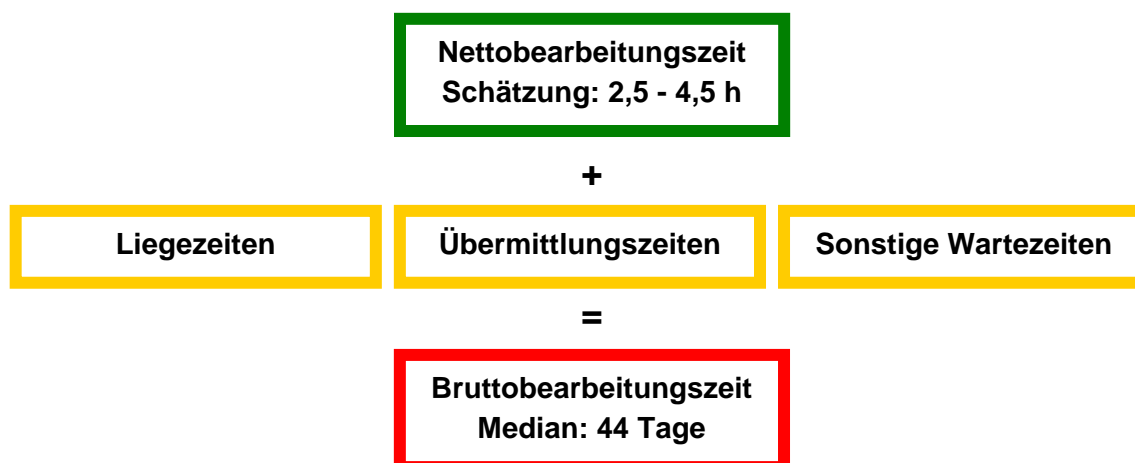 Nettobearbeitungszeit
Schätzung: 2,5 - 4,5 h
+
Liegezeiten
Übermittlungszeiten
Sonstige Wartezeiten
=
Bruttobearbeitungszeit
Median: 44 Tage